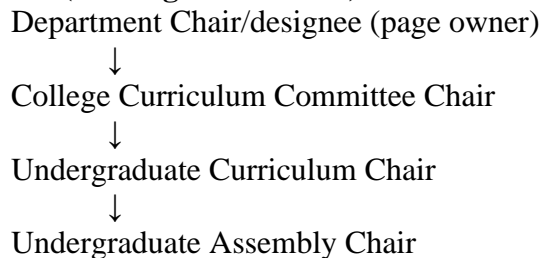 Department Chair/designee (page owner)
↓
College Curriculum Committee Chair
↓
Undergraduate Curriculum Chair
↓
Undergraduate Assembly Chair